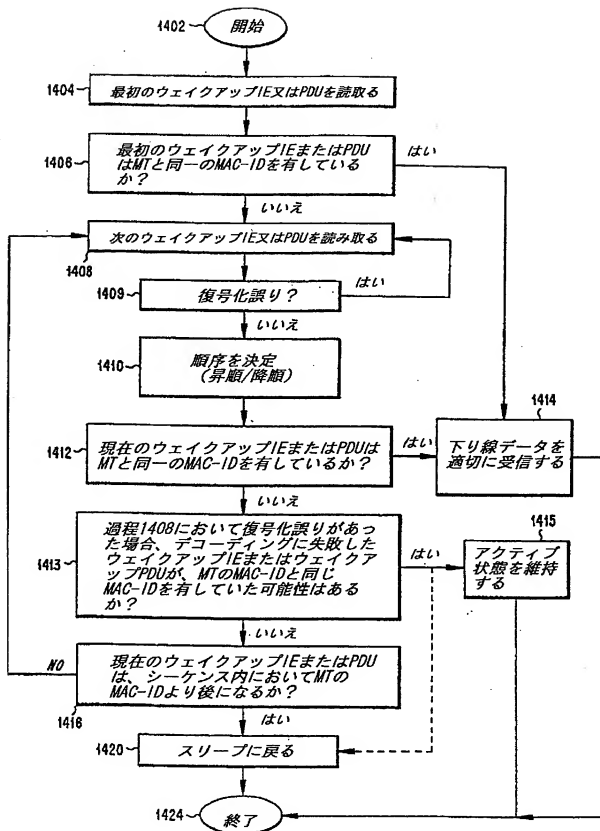 1402
開始
1404
最初のウェイクアップIE又はPDUを読取る
1406
最初のウェイクアップIEまたはPDU
はMTと同一のMAC-IDを有している
か?
はい
いいえ
次のウェイクアップIE又はPDUを読み取る
1408
1409
復号化誤り?
はい
いいえ
1410
順序を決定
(昇順/降順)
1412
現在のウェイクアップIEまたはPDUは
MTと同一のMAC-IDを有しているか?
はい
1414
下り線データを
適切に受信する
いいえ
1413
過程1408において復号化誤りがあっ
た場合、デコーディングに失敗した
ウェイクアップIEまたはウェイクア
ップPDUが、MTのMAC-IDと同じ
MAC-IDを有していた可能性はある
か?
はい
1415
アクティブ
状態を維持
する
いいえ
NO
現在のウェイクアップIEまたはPDU
は、シーケンス内においてMTの
MAC-IDより後になるか?
1416
はい
1420
スリープに戻る
1424
終了